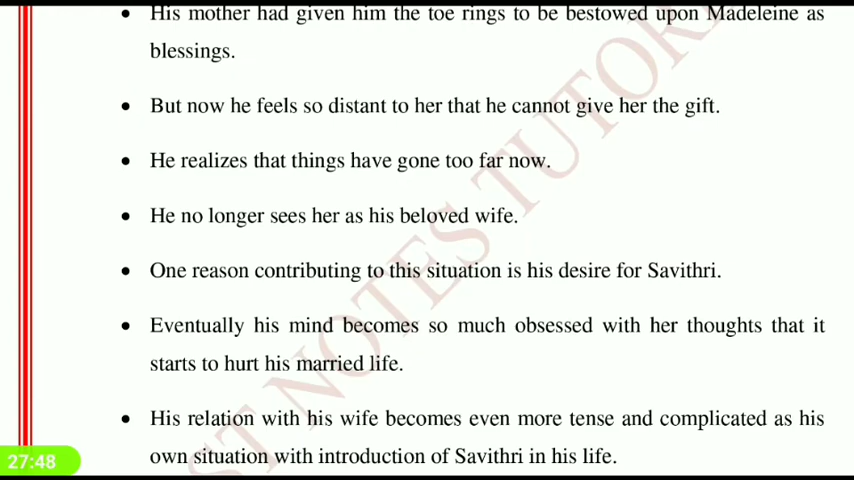 • His mother had given him the toe rings to be bestowed upon Madeleine as
blessings.
• But now he feels so distant to her that he cannot give her the gift.
• He realizes that things have gone too far now.
• He no longer sees her as his beloved wife.
• One reason contributing to this situation is his desire for Savithri.
• Eventually his mind becomes so much obsessed with her thoughts that it
starts to hurt his married life.
• His relation with his wife becomes even more tense and complicated as his
own situation with introduction of Savithri in his life.
27:48
ST NOTES TUTOR